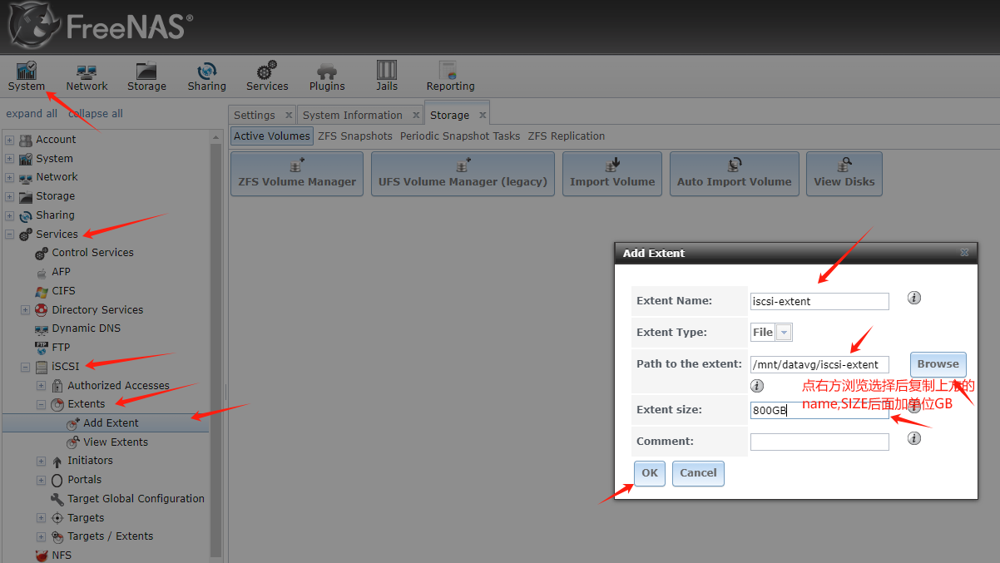 FreeNAS®
System Network Storage Sharing Services Plugins Jails Reporting
expand all collapse all
Account
System
Network
Storage
Sharing
Services
Control Services
AFP
CIFS
Directory Services
Dynamic DNS
FTP
iSCSI
Authorized Accesses
Extents
Add Extent
View Extents
Initiators
Portals
Target Global Configuration
Targets
Targets / Extents
NFS
Settings System Information Storage
Active Volumes ZFS Snapshots Periodic Snapshot Tasks ZFS Replication
ZFS Volume Manager UFS Volume Manager (legacy) Import Volume Auto Import Volume View Disks
Add Extent
Extent Name: iscsi-extent
Extent Type: File
Path to the extent: /mnt/datavg/iscsi-extent Browse
点右方浏览选择后复制上方的
name,SIZE后面加单位GB
Extent size: 800GB
Comment:
OK Cancel